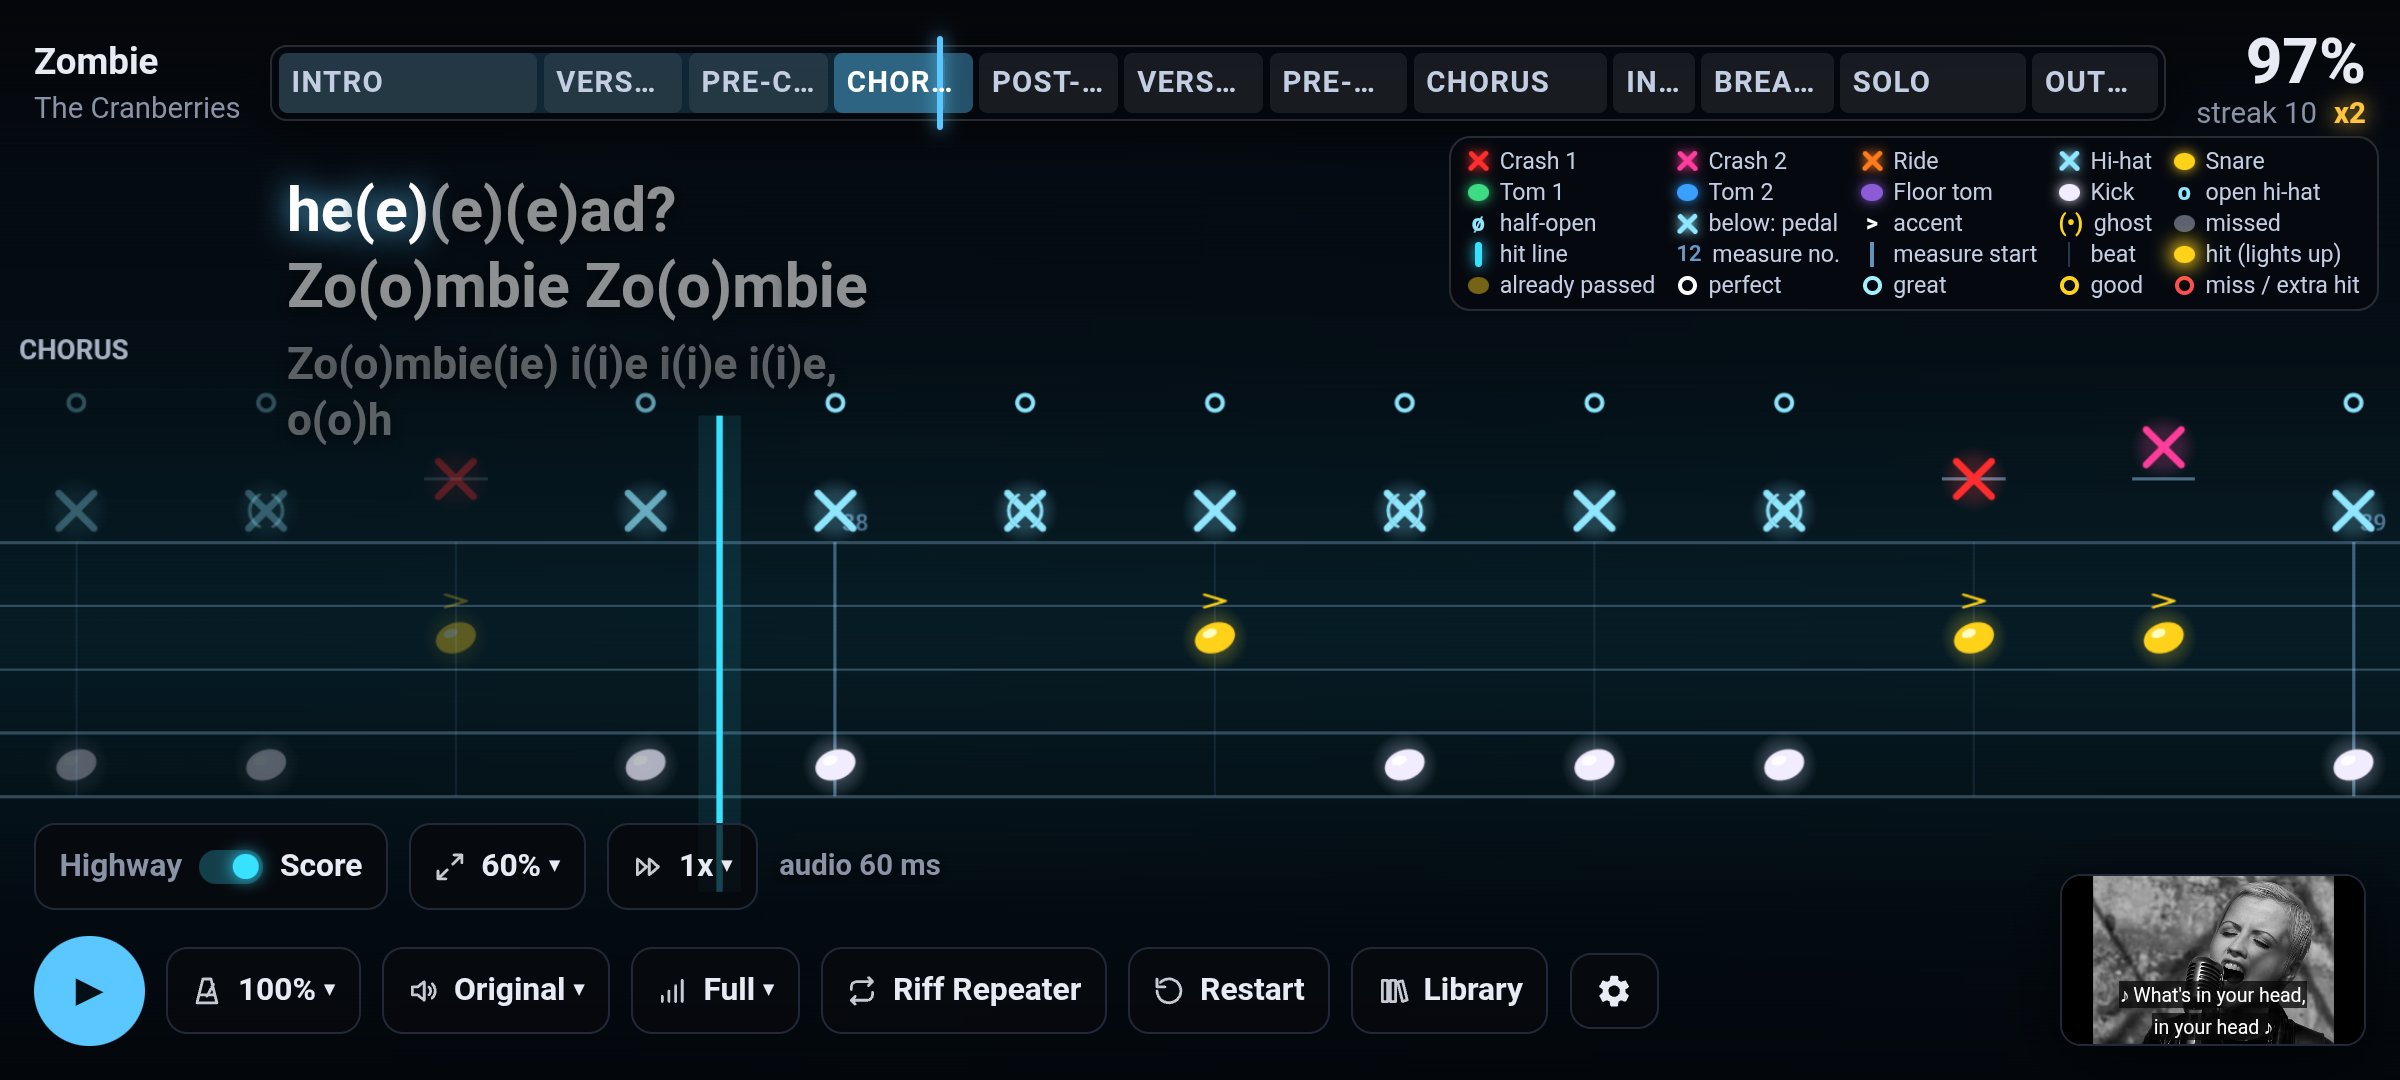 Zombie
The Cranberries
INTRO
VERS...
PRE-C...
CHOR...
POST-...
VERS...
PRE-...
CHORUS
IN...
BREA...
SOLO
OUT...
97%
streak 10 x2
Crash 1 Crash 2 Ride Hi-hat Snare
Tom 1 Tom 2 Floor tom Kick o open hi-hat
ø half-open below: pedal > accent (•) ghost missed
hit line 12 measure no. measure start beat hit (lights up)
already passed perfect great good miss / extra hit
he(e)(e)(e)ad?
Zo(o)mbie Zo(o)mbie
CHORUS
Zo(o)mbie(ie) i(i)e i(i)e i(i)e,
o(o)h
Highway Score
60%
1x
audio 60 ms
100%
Original
Full
Riff Repeater
Restart
Library
♪ What's in your head,
in your head ♪